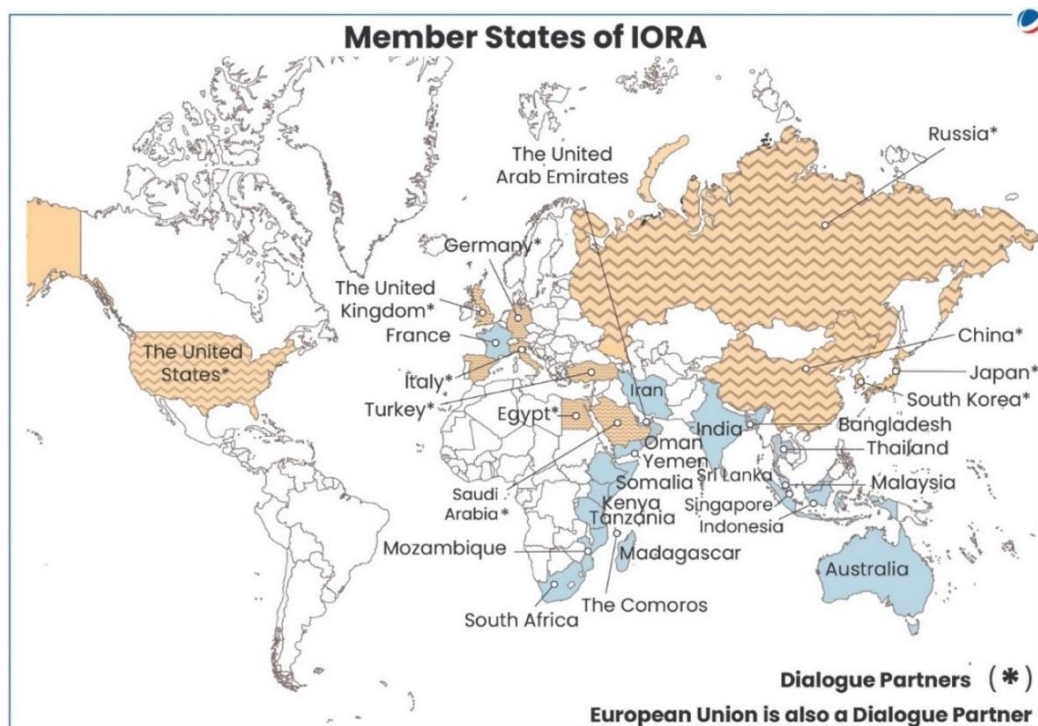 Member States of IORA
Russia*
The United
Arab Emirates
Germany*
The United
Kingdom*
France
China*
The United
States*
Italy*
Japan*
Iran
Turkey*
South Korea*
Egypt*
India
Bangladesh
Oman
Thailand
Yemen
Sri Lanka
Somalia
Malaysia
Saudi
Arabia*
Kenya
Singapore
Tanzania
Indonesia
Mozambique
Madagascar
Australia
The Comoros
South Africa
Dialogue Partners (*)
European Union is also a Dialogue Partner